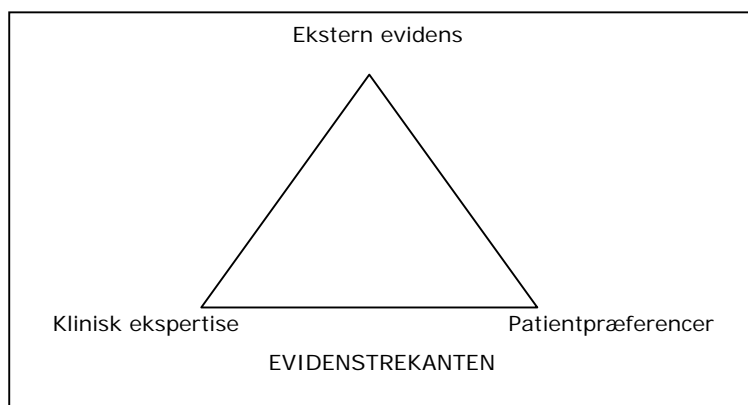 Ekstern evidens
Klinisk ekspertise
Patientpræferencer
EVIDENSTREKANTEN